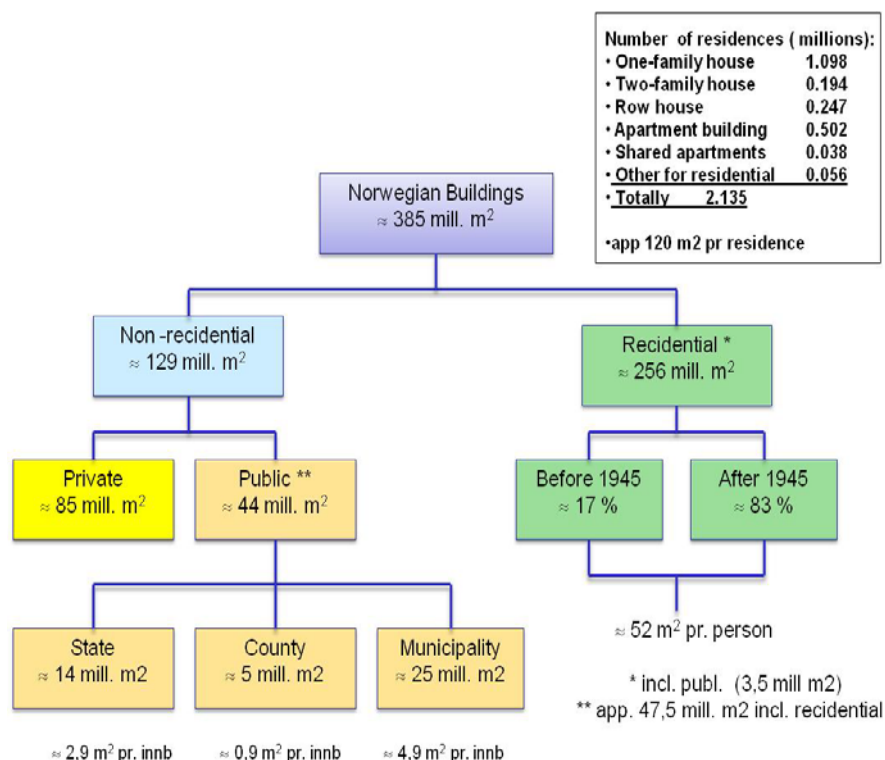 Number of residences ( millions):
· One-family house 1.098
· Two-family house 0.194
· Row house 0.247
· Apartment building 0.502
· Shared apartments 0.038
· Other for residential 0.056
· Totally 2.135
·app 120 m2 pr residence
Norwegian Buildings
≈ 385 mill. m²
Non -recidential
≈ 129 mill. m²
Recidential *
≈ 256 mill. m²
Private
≈ 85 mill. m²
Public **
≈ 44 mill. m²
Before 1945
≈ 17 %
After 1945
≈ 83 %
State
≈ 14 mill. m2
County
≈ 5 mill. m2
Municipality
≈ 25 mill. m2
≈ 52 m² pr. person
* incl. publ. (3,5 mill m2)
** app. 47,5 mill. m2 incl. recidential
≈ 2,9 m² pr. innb
≈ 0,9 m² pr. innb
≈ 4,9 m² pr. innb